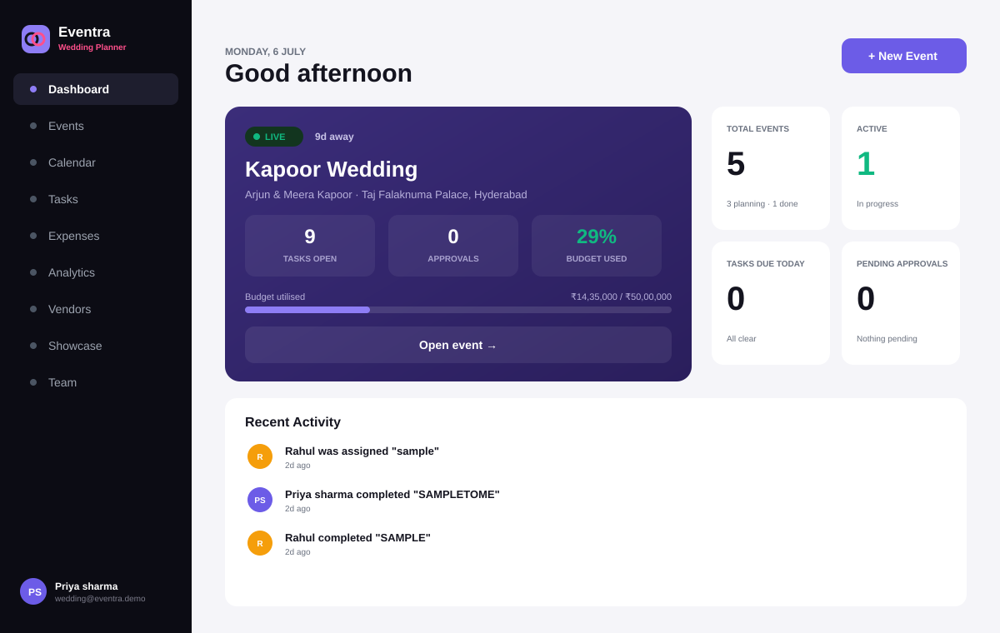 Eventra
Wedding Planner
Dashboard
Events
Calendar
Tasks
Expenses
Analytics
Vendors
Showcase
Team
PS
Priya sharma
wedding@eventra.demo
MONDAY, 6 JULY
Good afternoon
+ New Event
LIVE
9d away
Kapoor Wedding
Arjun & Meera Kapoor · Taj Falaknuma Palace, Hyderabad
9
TASKS OPEN
0
APPROVALS
29%
BUDGET USED
Budget utilised
₹14,35,000 / ₹50,00,000
Open event →
TOTAL EVENTS
5
3 planning · 1 done
ACTIVE
1
In progress
TASKS DUE TODAY
0
All clear
PENDING APPROVALS
0
Nothing pending
Recent Activity
R
Rahul was assigned "sample"
2d ago
PS
Priya sharma completed "SAMPLETOME"
2d ago
R
Rahul completed "SAMPLE"
2d ago